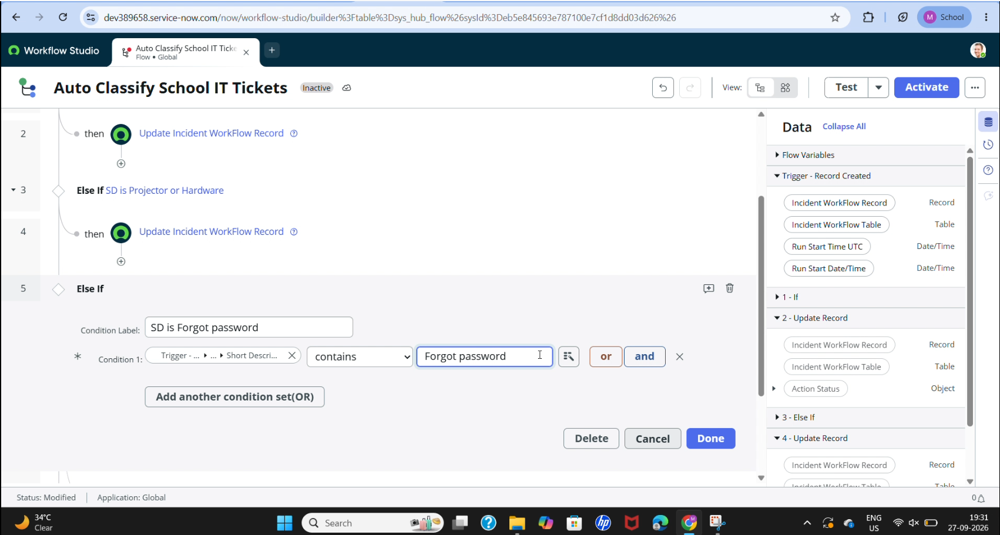 dev389658.service-now.com/now/workflow-studio/builder%3Ftable%3Dsys_hub_flow%26sysId%3Deb5e845693e787100e7cf1d8dd03d626%26
M School
Workflow Studio
Auto Classify School IT Ticke
Flow • Global
Auto Classify School IT Tickets
Inactive
View:
Test
Activate
2
then
Update Incident WorkFlow Record
3
Else If SD is Projector or Hardware
4
then
Update Incident WorkFlow Record
5
Else If
Condition Label:
SD is Forgot password
* Condition 1:
Trigger - ... ▸ ... ▸ Short Descri...
contains
Forgot password
or
and
Add another condition set(OR)
Delete
Cancel
Done
Data
Collapse All
Flow Variables
Trigger - Record Created
Incident WorkFlow Record Record
Incident WorkFlow Table Table
Run Start Time UTC Date/Time
Run Start Date/Time Date/Time
1 - If
2 - Update Record
Incident WorkFlow Record Record
Incident WorkFlow Table Table
Action Status Object
3 - Else If
4 - Update Record
Incident WorkFlow Record Record
Incident WorkFlow Table Table
Status: Modified
Application: Global
0
34°C
Clear
Search
ENG
US
19:31
27-09-2026